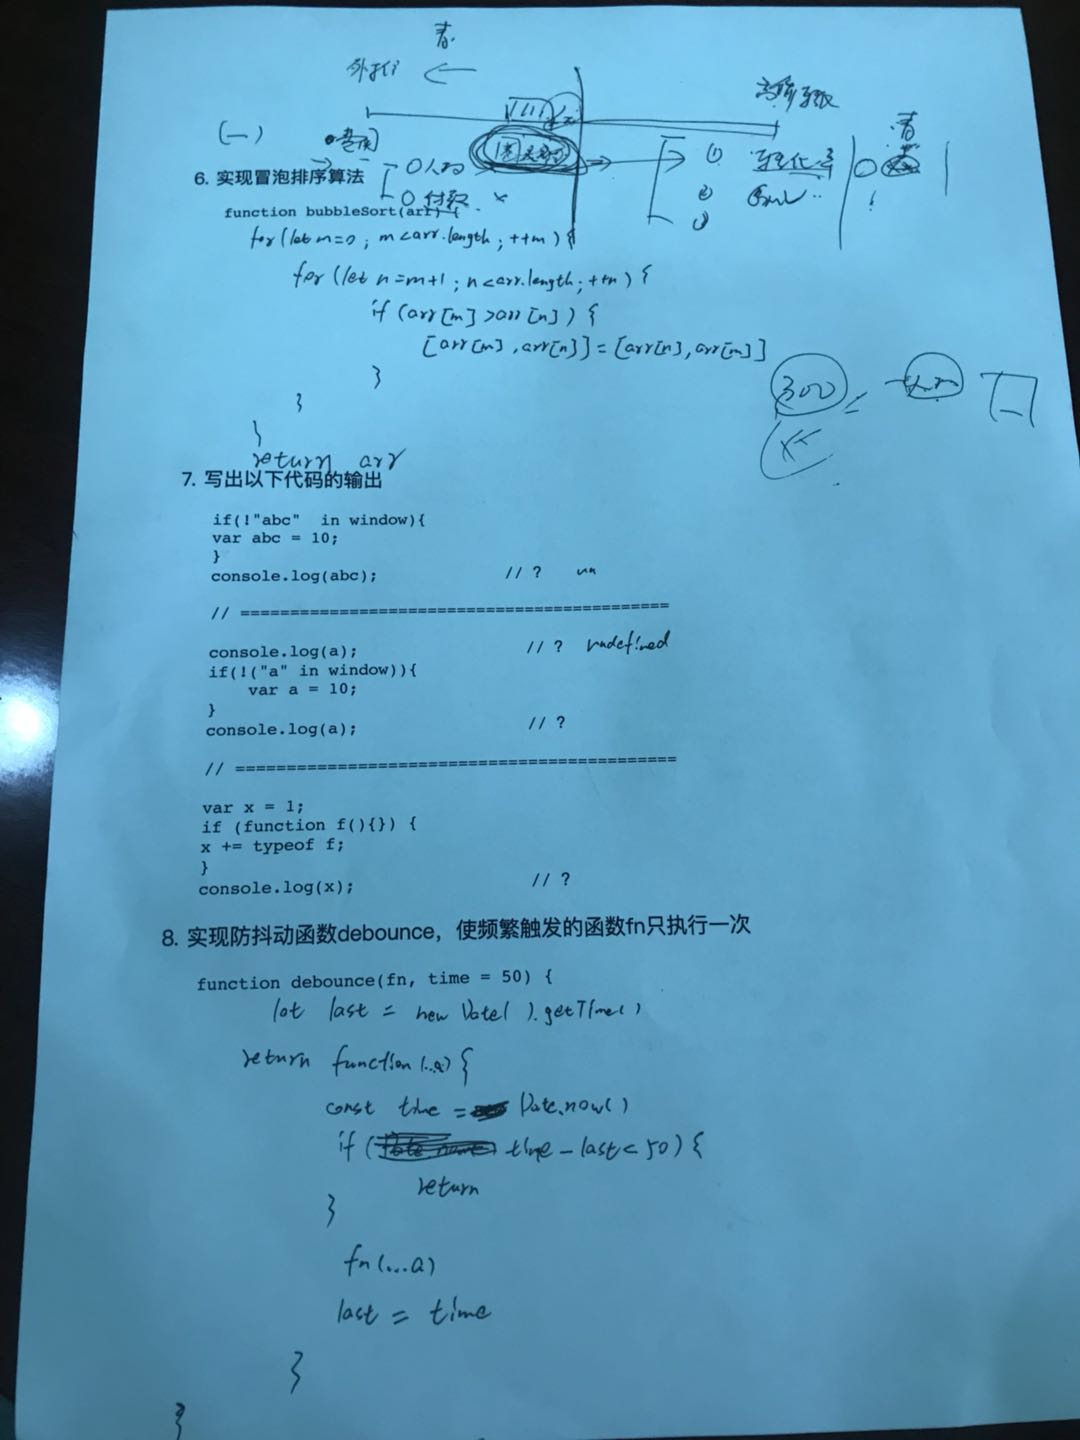 (一)
6. 实现冒泡排序算法
function bubbleSort(arr) {
for(let m=0; m<arr.length; ++m){
for(let n=m+1; n<arr.length; ++n){
if (arr[m]>arr[n]) {
[arr[m],arr[n]]=[arr[n],arr[m]]
}
}
}
return arr
300
7. 写出以下代码的输出
if(!"abc" in window){
var abc = 10;
}
console.log(abc); // ? un
// ==========================================
console.log(a); // ? undefined
if(!("a" in window)){
var a = 10;
}
console.log(a); // ?
// ==========================================
var x = 1;
if (function f(){}) {
x += typeof f;
}
console.log(x); // ?
8. 实现防抖动函数debounce，使频繁触发的函数fn只执行一次
function debounce(fn, time = 50) {
let last = new Date().getTime()
return function(...a){
const time = Date.now()
if( time-last<50){
return
}
fn(...a)
last = time
}
}